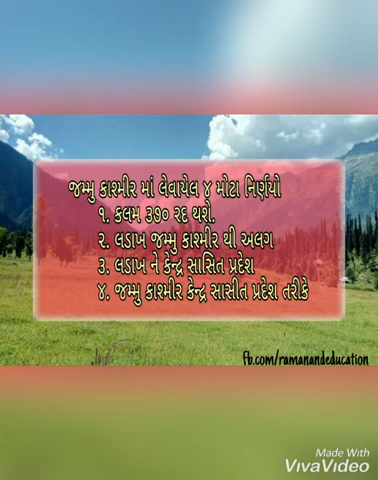 જમ્મુ કાશ્મીર માં લેવાયેલ ૪ મોટા નિર્ણયો
૧. કલમ ૩૭૦ રદ થશે.
૨. લડાખ જમ્મુ કાશ્મીર થી અલગ
૩. લડાખ ને કેન્દ્ર સાસિત પ્રદેશ
૪. જમ્મુ કાશ્મીર કેન્દ્ર સાસીત પ્રદેશ તરીકે
fb.com/ramanandeducation
Made With
VivaVideo